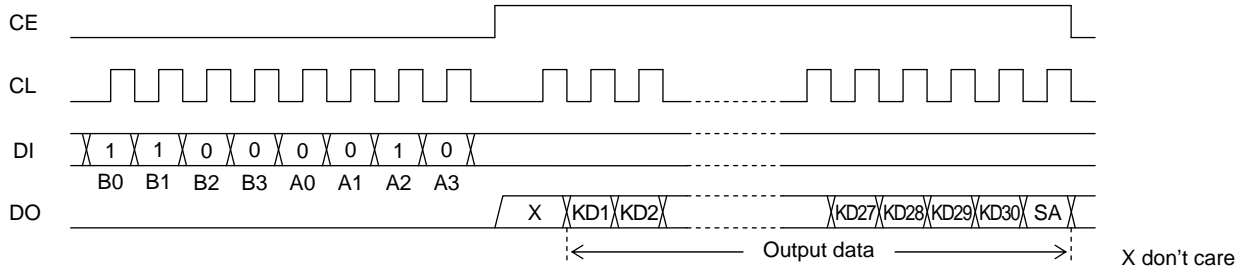 CE
CL
DI 1 1 0 0 0 0 1 0
B0 B1 B2 B3 A0 A1 A2 A3
DO X KD1 KD2 KD27 KD28 KD29 KD30 SA
Output data
X don't care